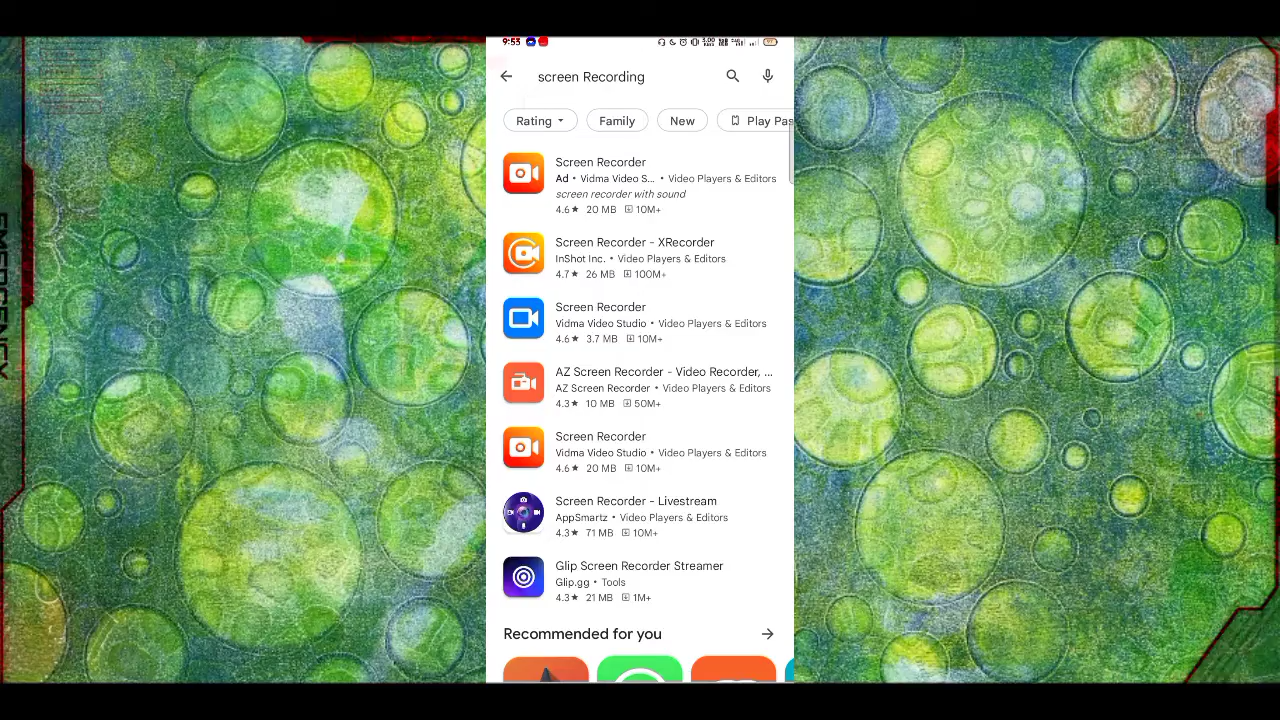 9:53
screen Recording
Rating
Family
New
Play Pas
Screen Recorder
Ad • Vidma Video S... • Video Players & Editors
screen recorder with sound
4.6★ 20 MB 10M+
Screen Recorder - XRecorder
InShot Inc. • Video Players & Editors
4.7★ 26 MB 100M+
Screen Recorder
Vidma Video Studio • Video Players & Editors
4.6★ 3.7 MB 10M+
AZ Screen Recorder - Video Recorder, ...
AZ Screen Recorder • Video Players & Editors
4.3★ 10 MB 50M+
Screen Recorder
Vidma Video Studio • Video Players & Editors
4.6★ 20 MB 10M+
Screen Recorder - Livestream
AppSmartz • Video Players & Editors
4.3★ 71 MB 10M+
Glip Screen Recorder Streamer
Glip.gg • Tools
4.3★ 21 MB 1M+
Recommended for you